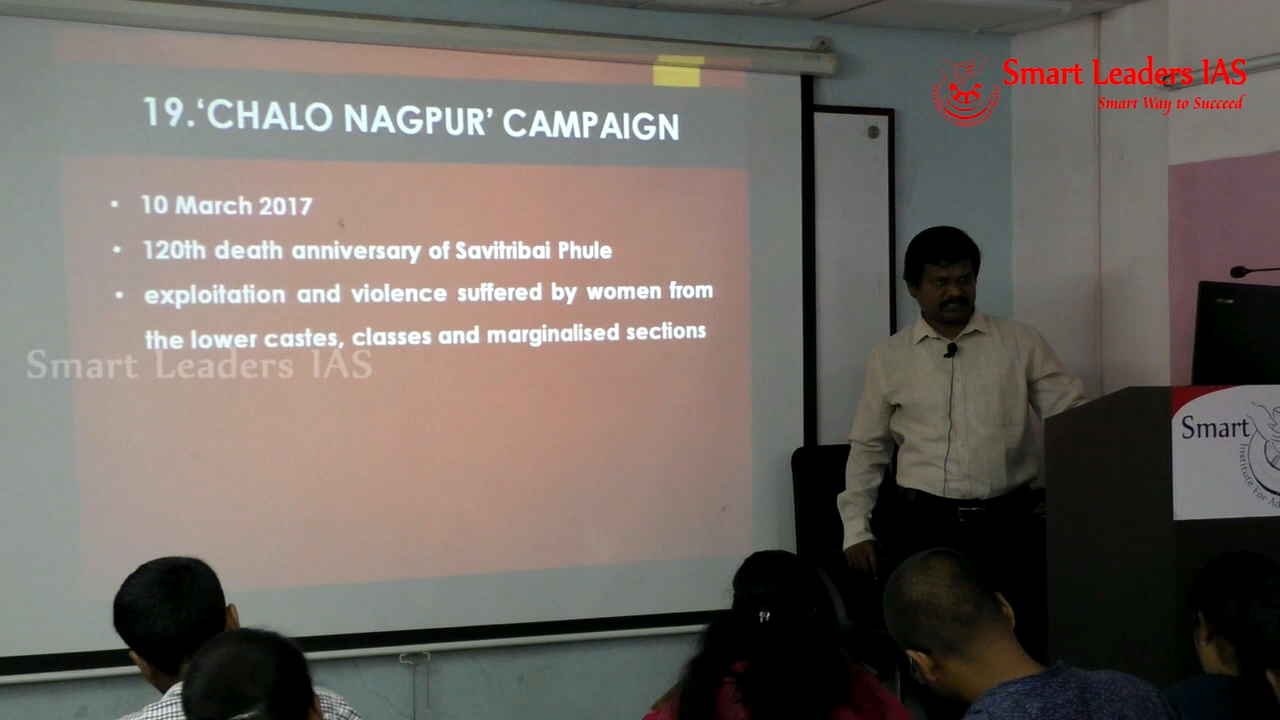 19.‘CHALO NAGPUR’ CAMPAIGN
• 10 March 2017
• 120th death anniversary of Savitribai Phule
• exploitation and violence suffered by women from
the lower castes, classes and marginalised sections
Smart Leaders IAS
Smart Leaders IAS
Smart Way to Succeed
Smart
Institute For